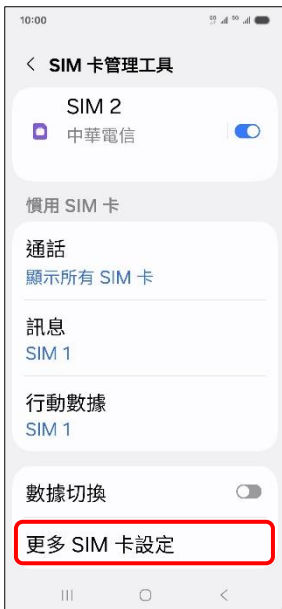 10:00
SIM 卡管理工具
SIM 2
中華電信
慣用 SIM 卡
通話
顯示所有 SIM 卡
訊息
SIM 1
行動數據
SIM 1
數據切換
更多 SIM 卡設定